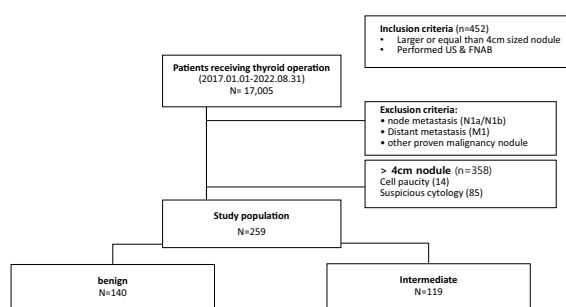 Inclusion criteria (n=452)
• Larger or equal than 4cm sized nodule
• Performed US & FNAB
Patients receiving thyroid operation
(2017.01.01-2022.08.31)
N= 17,005
Exclusion criteria:
• node metastasis (N1a/N1b)
• Distant metastasis (M1)
• other proven malignancy nodule
> 4cm nodule (n=358)
Cell paucity (14)
Suspicious cytology (85)
Study population
N=259
benign
N=140
Intermediate
N=119